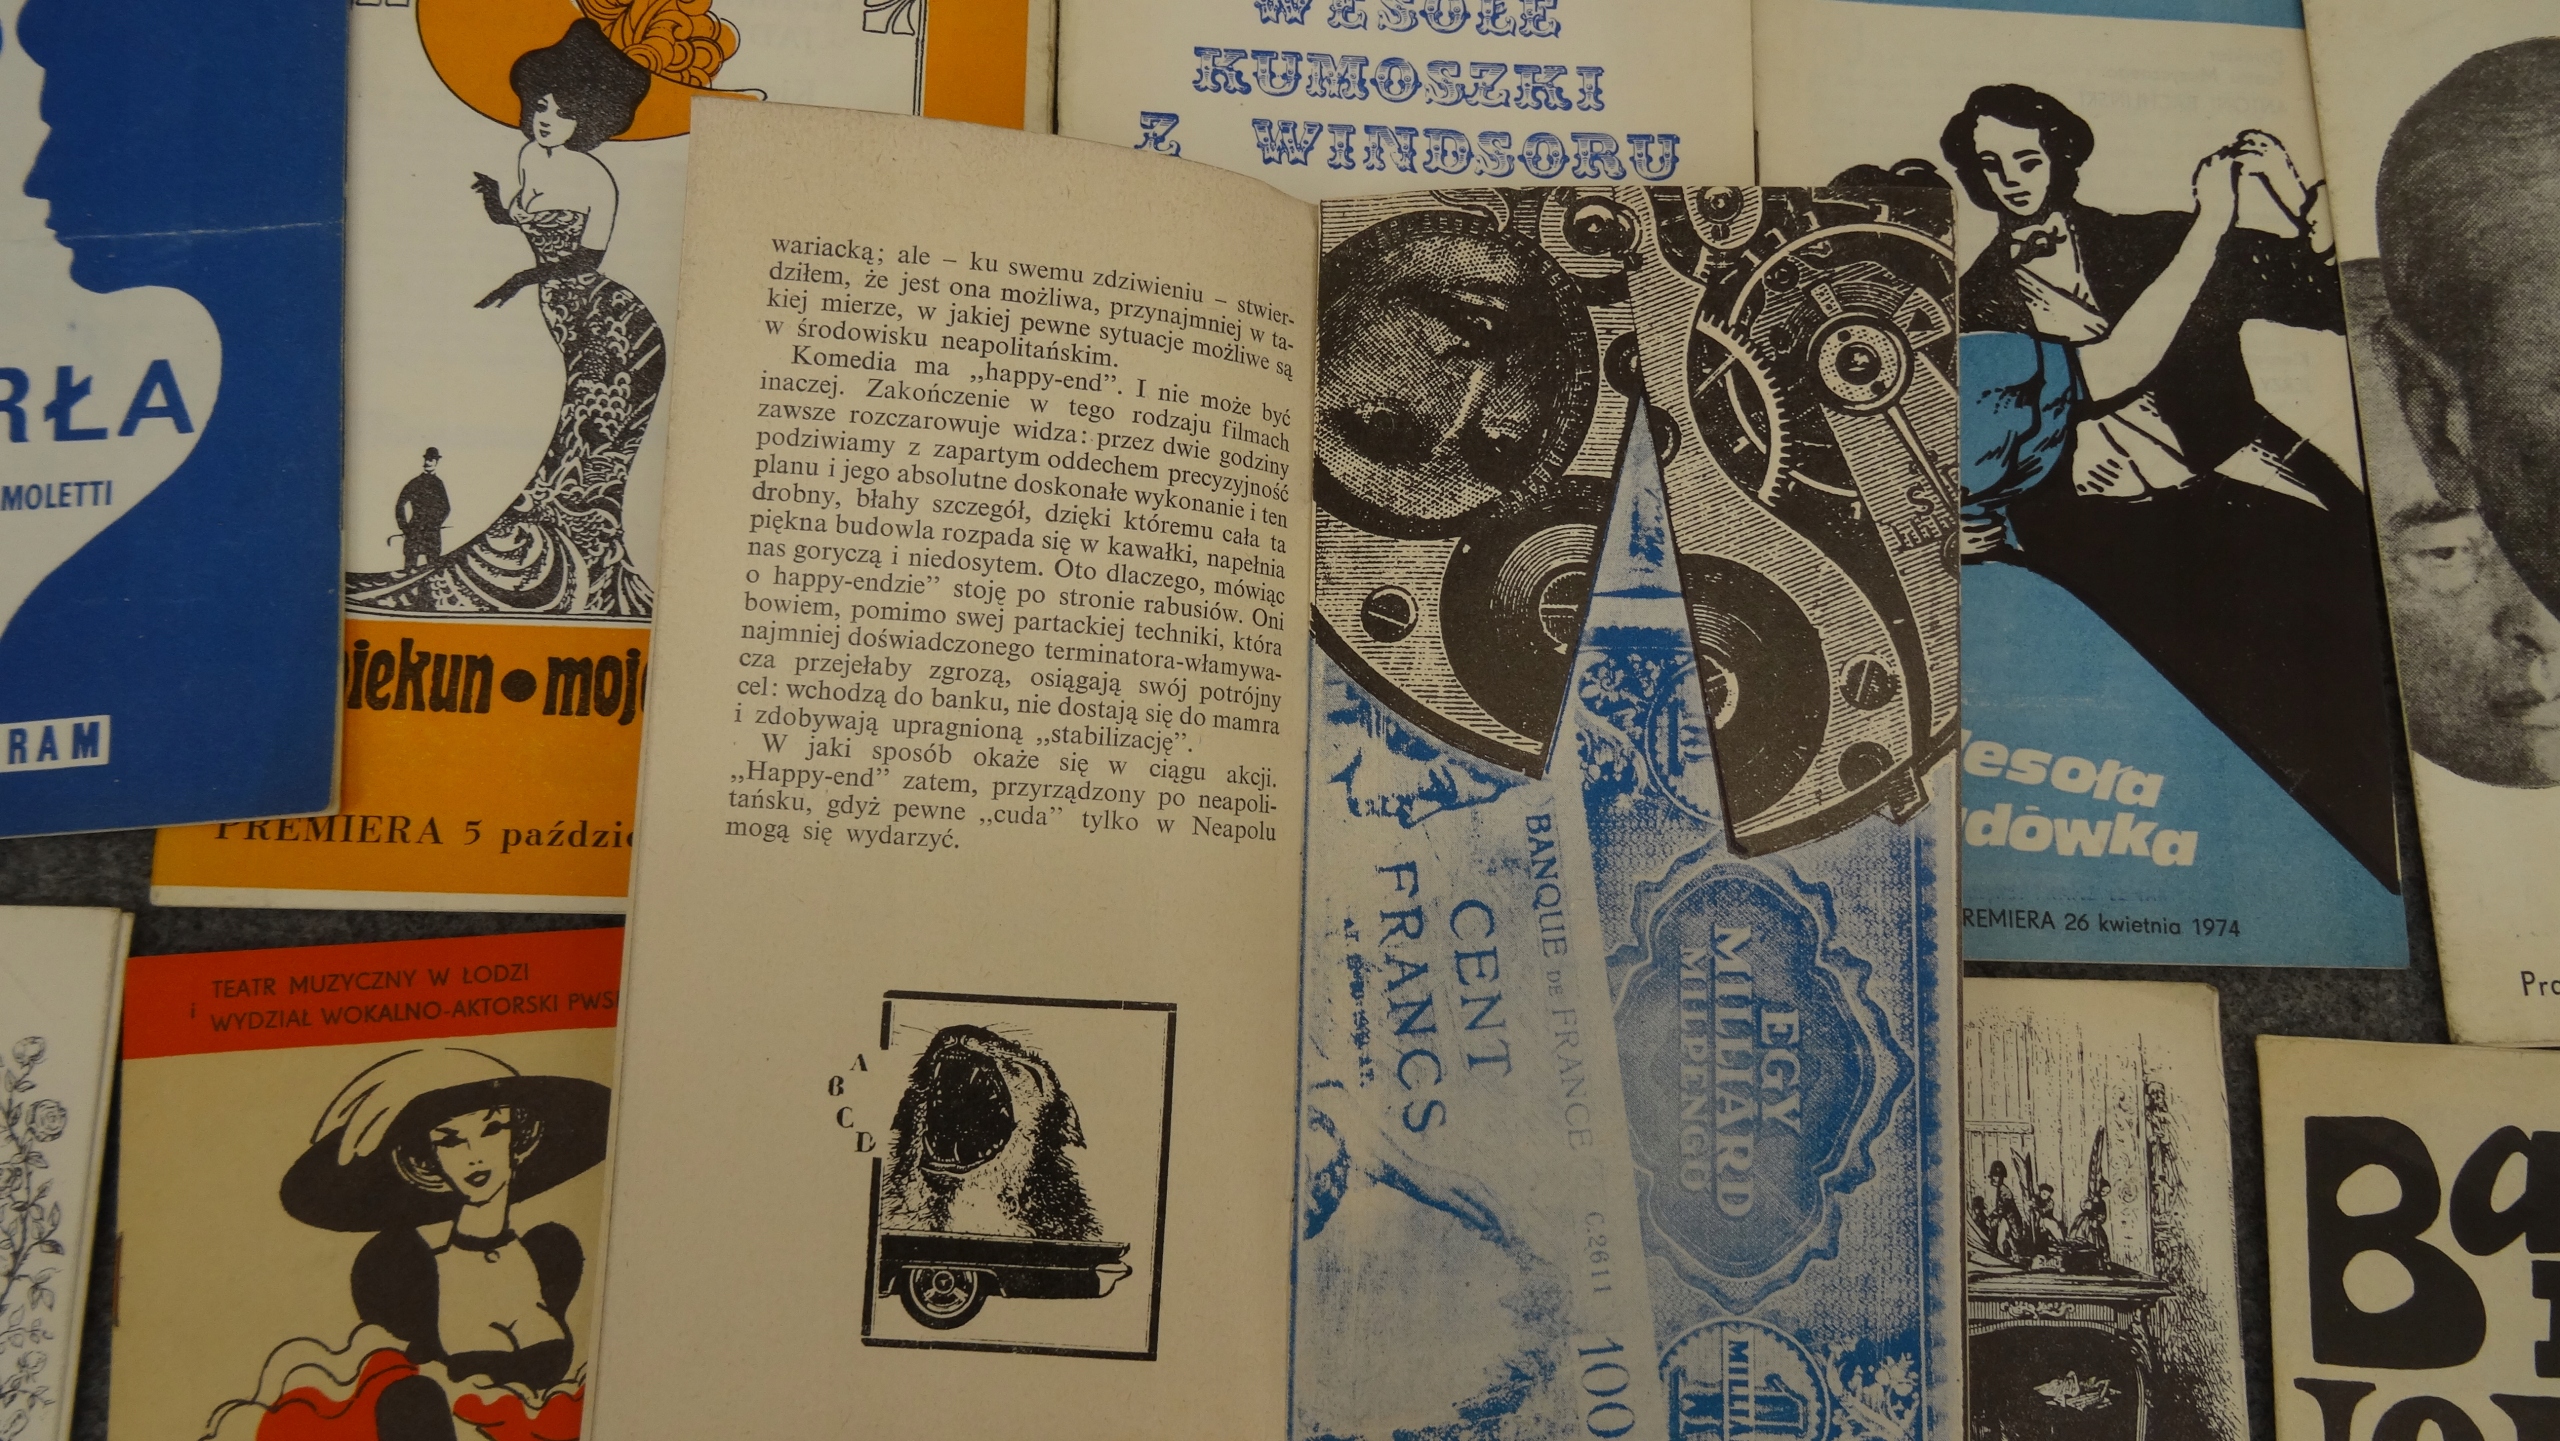 WESOŁE
KUMOSZKI
Z WINDSORU
RŁA
MOLETTI
RAM
iekun • moj
PREMIERA 5 paździe
wariacką; ale – ku swemu zdziwieniu – stwier-
dziłem, że jest ona możliwa, przynajmniej w ta-
kiej mierze, w jakiej pewne sytuacje możliwe są
w środowisku neapolitańskim.
Komedia ma „happy-end”. I nie może być
inaczej. Zakończenie w tego rodzaju filmach
zawsze rozczarowuje widza: przez dwie godziny
podziwiamy z zapartym oddechem precyzyjność
planu i jego absolutne doskonałe wykonanie i ten
drobny, błahy szczegół, dzięki któremu cała ta
piękna budowla rozpada się w kawałki, napełnia
nas goryczą i niedosytem. Oto dlaczego, mówiąc
o happy-endzie” stoję po stronie rabusiów. Oni
bowiem, pomimo swej partackiej techniki, która
najmniej doświadczonego terminatora-włamywa-
cza przejełaby zgrozą, osiągają swój potrójny
cel: wchodzą do banku, nie dostają się do mamra
i zdobywają upragnioną „stabilizację”.
W jaki sposób okaże się w ciągu akcji.
„Happy-end” zatem, przyrządzony po neapoli-
tańsku, gdyż pewne „cuda” tylko w Neapolu
mogą się wydarzyć.
A
B
C
D
S
CENT
FRANCS
BANQUE DE FRANCE
C.2611
100
EGY
MILLIÁRD
MILPENGŐ
esoła
dówka
REMIERA 26 kwietnia 1974
TEATR MUZYCZNY W ŁODZI
i WYDZIAŁ WOKALNO-AKTORSKI PWS
Pro
Ba